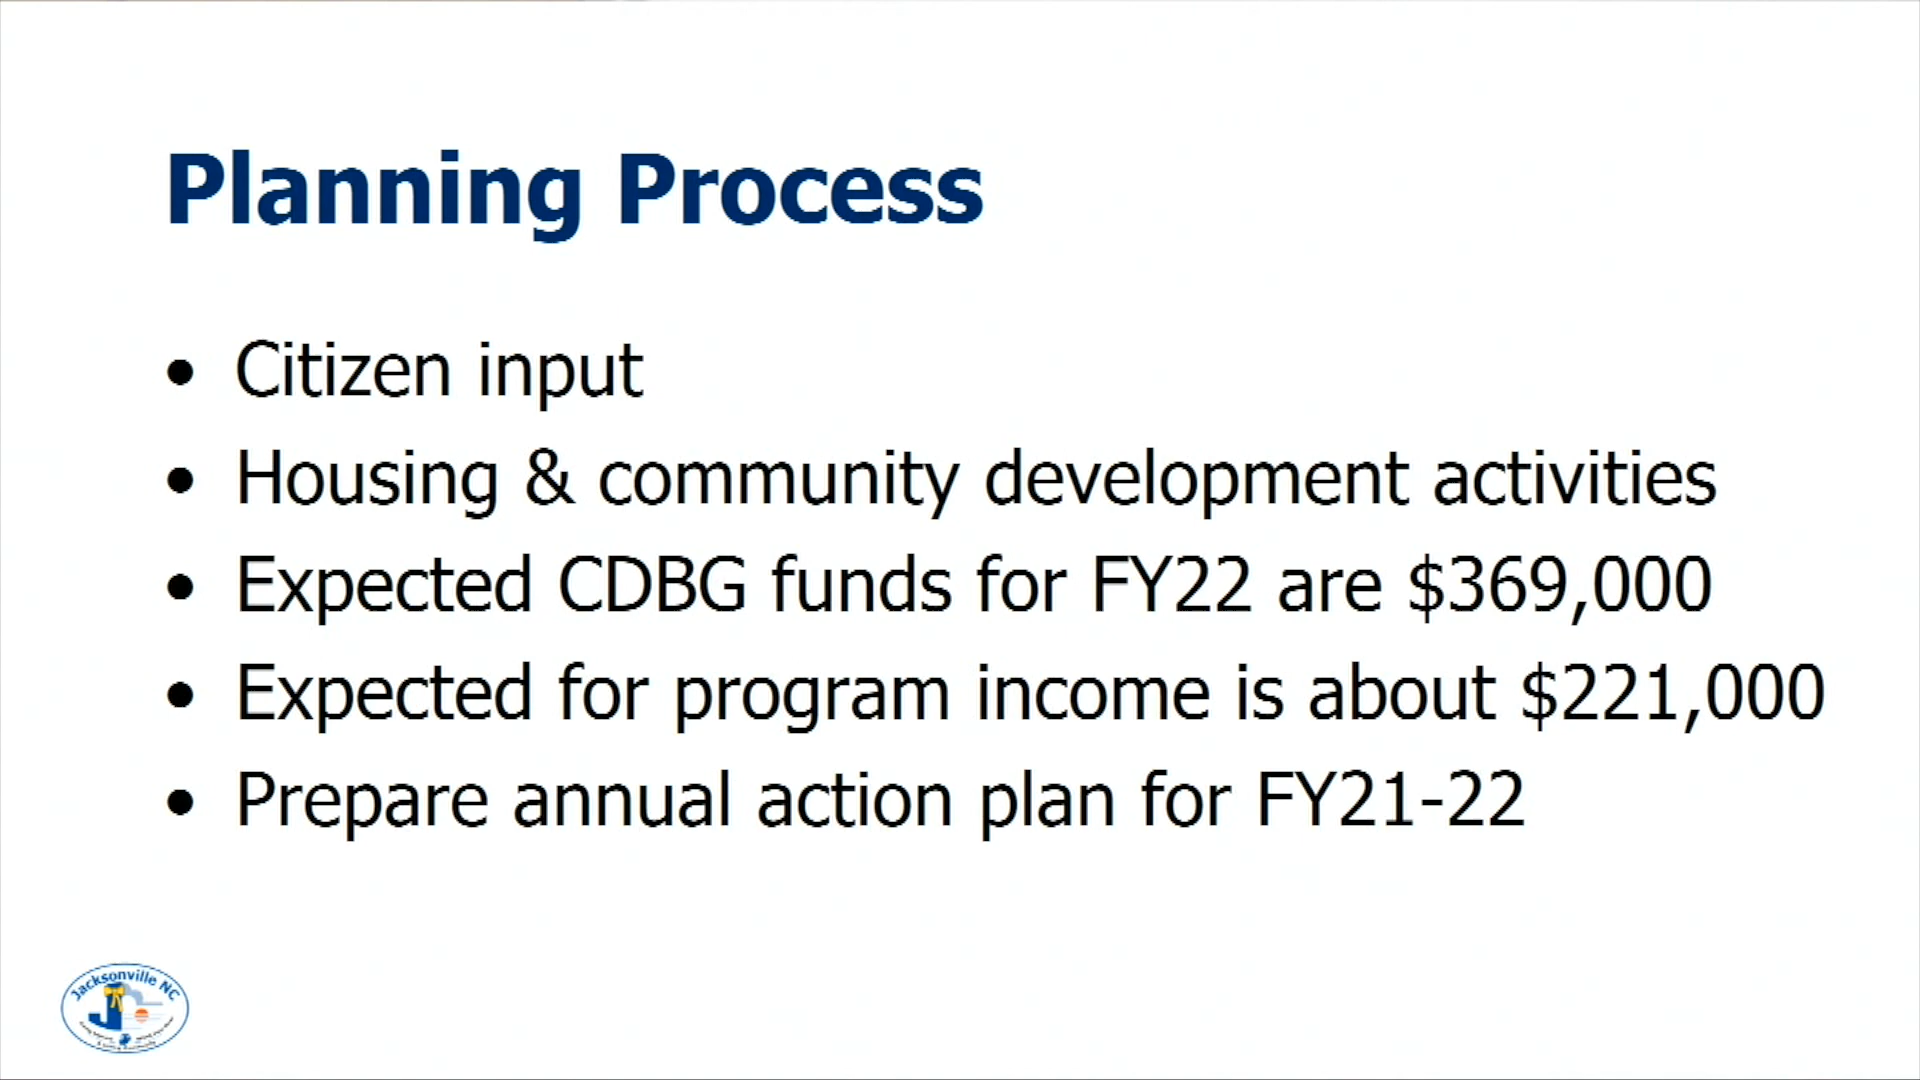 Planning Process
• Citizen input
• Housing & community development activities
• Expected CDBG funds for FY22 are $369,000
• Expected for program income is about $221,000
• Prepare annual action plan for FY21-22
Jacksonville NC